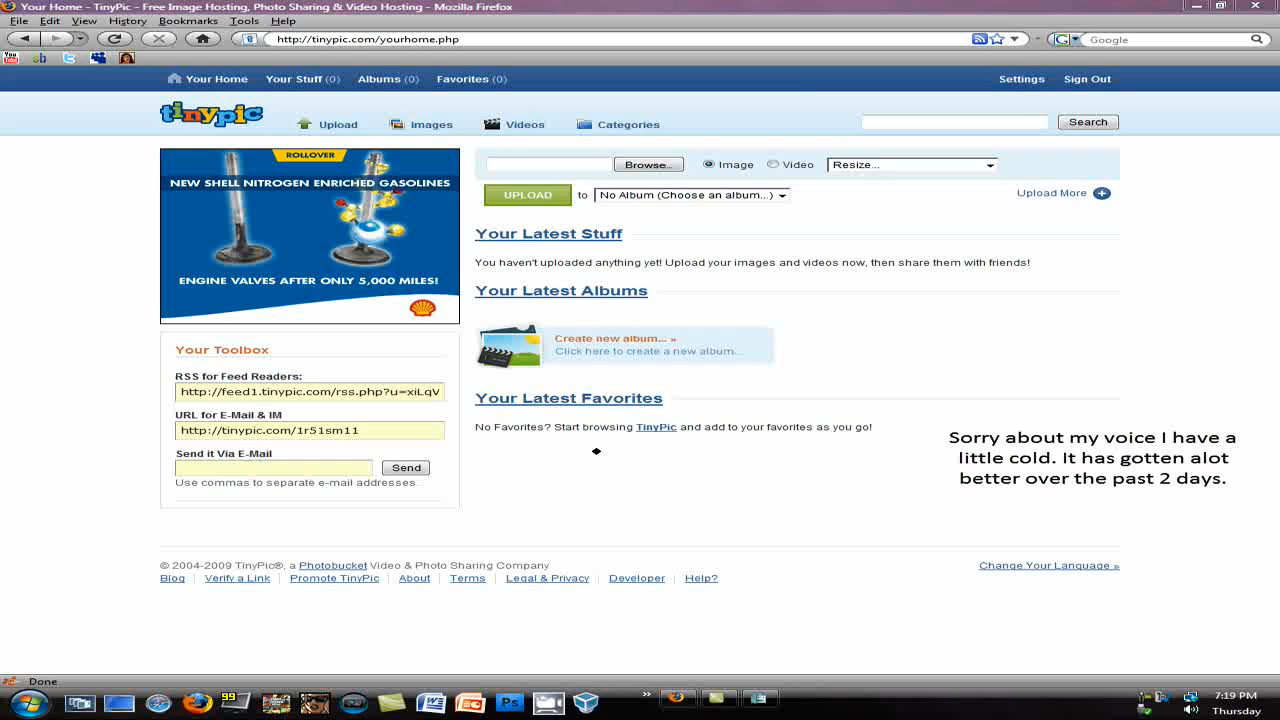 Your Home - TinyPic - Free Image Hosting, Photo Sharing & Video Hosting - Mozilla Firefox
File Edit View History Bookmarks Tools Help
http://tinypic.com/yourhome.php
Google
You Tube
Your Home Your Stuff (0) Albums (0) Favorites (0) Settings Sign Out
tinypic Upload Images Videos Categories Search
ROLLOVER
NEW SHELL NITROGEN ENRICHED GASOLINES
ENGINE VALVES AFTER ONLY 5,000 MILES!
Browse... Image Video Resize...
UPLOAD to No Album (Choose an album...) Upload More
Your Latest Stuff
You haven't uploaded anything yet! Upload your images and videos now, then share them with friends!
Your Latest Albums
Create new album... »
Click here to create a new album...
Your Latest Favorites
No Favorites? Start browsing TinyPic and add to your favorites as you go!
Your Toolbox
RSS for Feed Readers:
http://feed1.tinypic.com/rss.php?u=xiLqV
URL for E-Mail & IM
http://tinypic.com/1r51sm11
Send it Via E-Mail
Send
Use commas to separate e-mail addresses.
Sorry about my voice I have a
little cold. It has gotten alot
better over the past 2 days.
© 2004-2009 TinyPic®, a Photobucket Video & Photo Sharing Company
Change Your Language »
Blog Verify a Link Promote TinyPic About Terms Legal & Privacy Developer Help?
Done
99
Ps
7:19 PM
Thursday